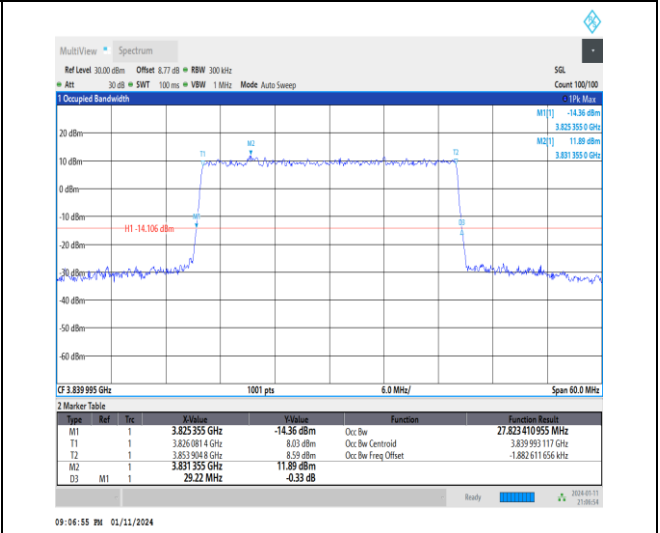 MultiView Spectrum
Ref Level 30.00 dBm Offset 8.77 dB RBW 300 kHz SGL
Att 30 dB SWT 100 ms VBW 1 MHz Mode Auto Sweep Count 100/100
1 Occupied Bandwidth 1Pk Max
M1[1] -14.36 dBm
3.825 355 0 GHz
20 dBm
M2[1] 11.89 dBm
3.831 355 0 GHz
M2
T1
T2
10 dBm
0 dBm
-10 dBm
M1
D3
H1 -14.106 dBm
-20 dBm
-30 dBm
-40 dBm
-50 dBm
-60 dBm
CF 3.839 995 GHz 1001 pts 6.0 MHz/ Span 60.0 MHz
2 Marker Table
Type Ref Trc X-Value Y-Value Function Function Result
M1 1 3.825 355 GHz -14.36 dBm Occ Bw 27.823 410 955 MHz
T1 1 3.826 081 4 GHz 8.03 dBm Occ Bw Centroid 3.839 993 117 GHz
T2 1 3.853 904 8 GHz 8.59 dBm Occ Bw Freq Offset -1.882 611 656 kHz
M2 1 3.831 355 GHz 11.89 dBm
D3 M1 1 29.22 MHz -0.33 dB
Ready 2024-01-11
21:06:54
09:06:55 PM 01/11/2024